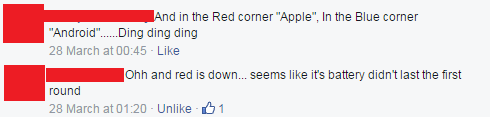 And in the Red corner "Apple", In the Blue corner
"Android"......Ding ding ding
28 March at 00:45 · Like
Ohh and red is down... seems like it's battery didn't last the first
round
28 March at 01:20 · Unlike · 1